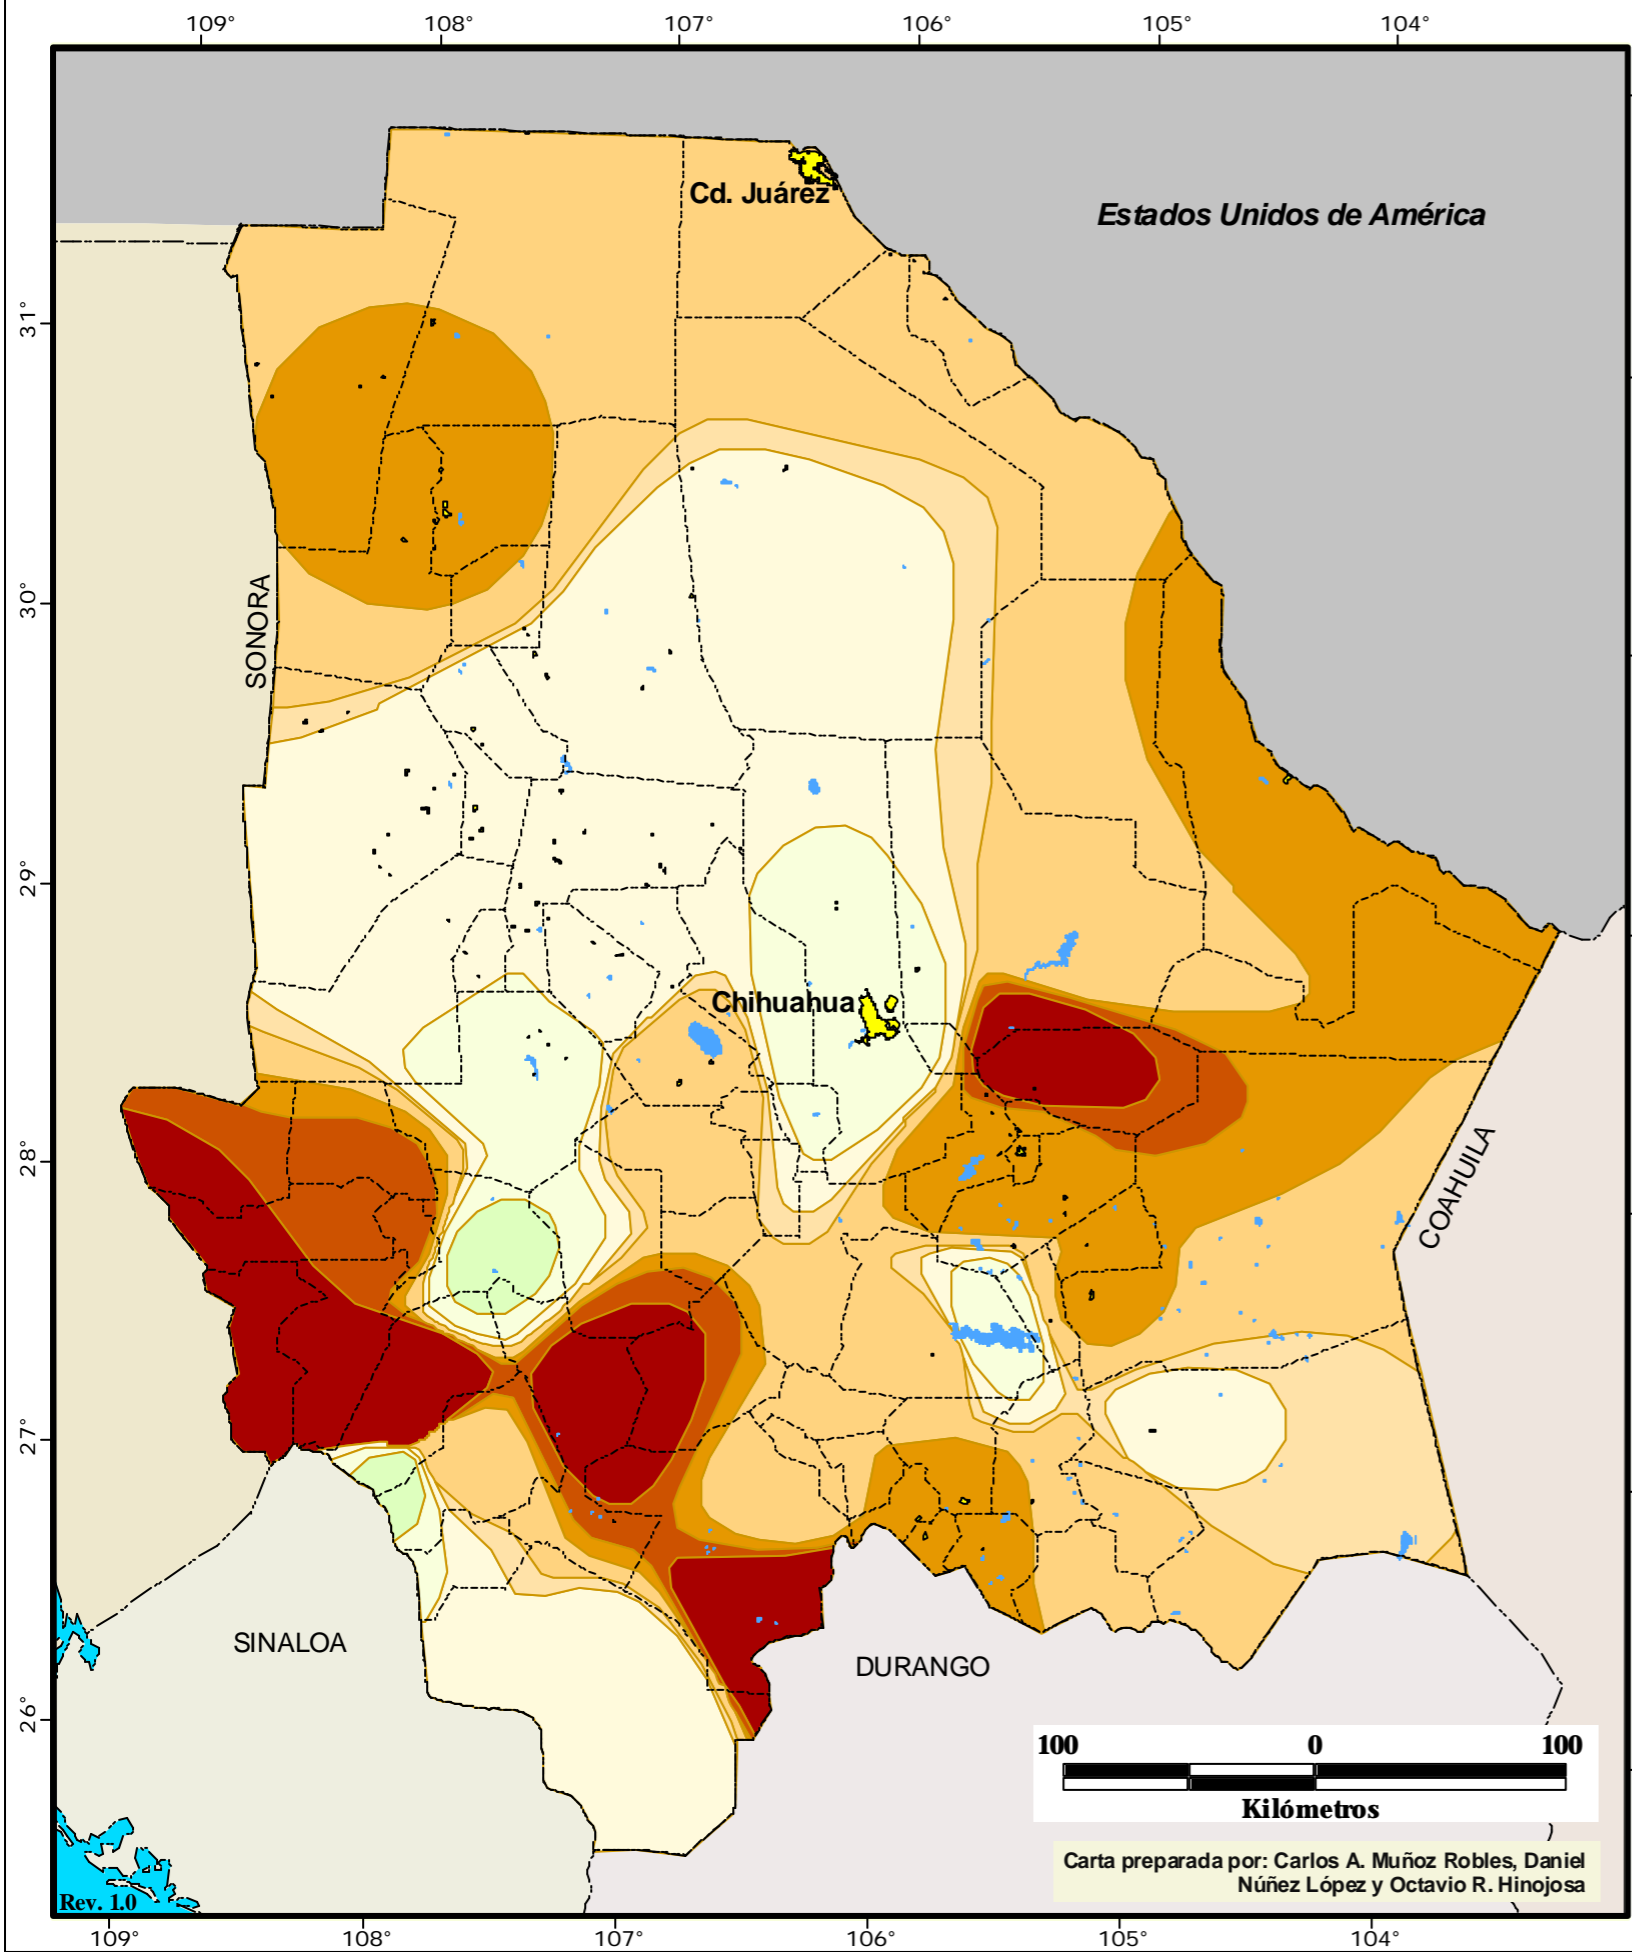 109° 108° 107° 106° 105° 104°
Cd. Juárez
Estados Unidos de América
31°
30°
SONORA
29°
Chihuahua
28°
COAHUILA
27°
SINALOA
DURANGO
26°
100 0 100
Kilómetros
Carta preparada por: Carlos A. Muñoz Robles, Daniel
Núñez López y Octavio R. Hinojosa
Rev. 1.0
109° 108° 107° 106° 105° 104°